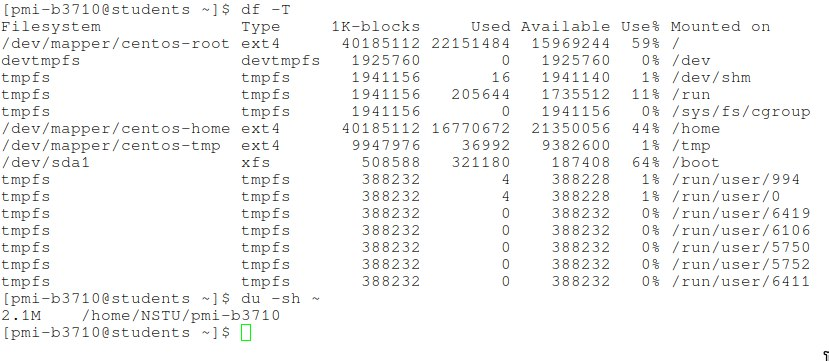 [pmi-b3710@students ~]$ df -T
Filesystem              Type     1K-blocks     Used Available Use% Mounted on
/dev/mapper/centos-root ext4      40185112 22151484  15969244  59% /
devtmpfs                devtmpfs   1925760        0   1925760   0% /dev
tmpfs                   tmpfs      1941156       16   1941140   1% /dev/shm
tmpfs                   tmpfs      1941156   205644   1735512  11% /run
tmpfs                   tmpfs      1941156        0   1941156   0% /sys/fs/cgroup
/dev/mapper/centos-home ext4      40185112 16770672  21350056  44% /home
/dev/mapper/centos-tmp  ext4       9947976    36992   9382600   1% /tmp
/dev/sda1               xfs         508588   321180    187408  64% /boot
tmpfs                   tmpfs       388232        4    388228   1% /run/user/994
tmpfs                   tmpfs       388232        4    388228   1% /run/user/0
tmpfs                   tmpfs       388232        0    388232   0% /run/user/6419
tmpfs                   tmpfs       388232        0    388232   0% /run/user/6106
tmpfs                   tmpfs       388232        0    388232   0% /run/user/5750
tmpfs                   tmpfs       388232        0    388232   0% /run/user/5752
tmpfs                   tmpfs       388232        0    388232   0% /run/user/6411
[pmi-b3710@students ~]$ du -sh ~
2.1M    /home/NSTU/pmi-b3710
[pmi-b3710@students ~]$